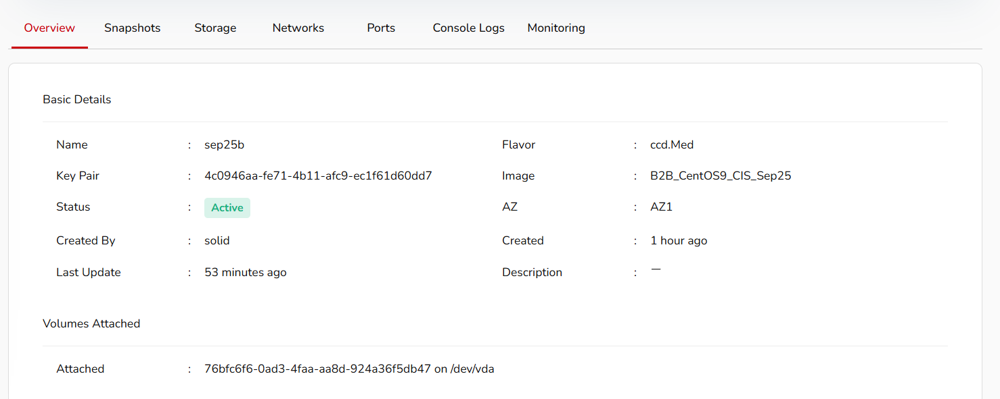 Overview Snapshots Storage Networks Ports Console Logs Monitoring
Basic Details
Name : sep25b Flavor : ccd.Med
Key Pair : 4c0946aa-fe71-4b11-afc9-ec1f61d60dd7 Image : B2B_CentOS9_CIS_Sep25
Status : Active AZ : AZ1
Created By : solid Created : 1 hour ago
Last Update : 53 minutes ago Description : —
Volumes Attached
Attached : 76bfc6f6-0ad3-4faa-aa8d-924a36f5db47 on /dev/vda